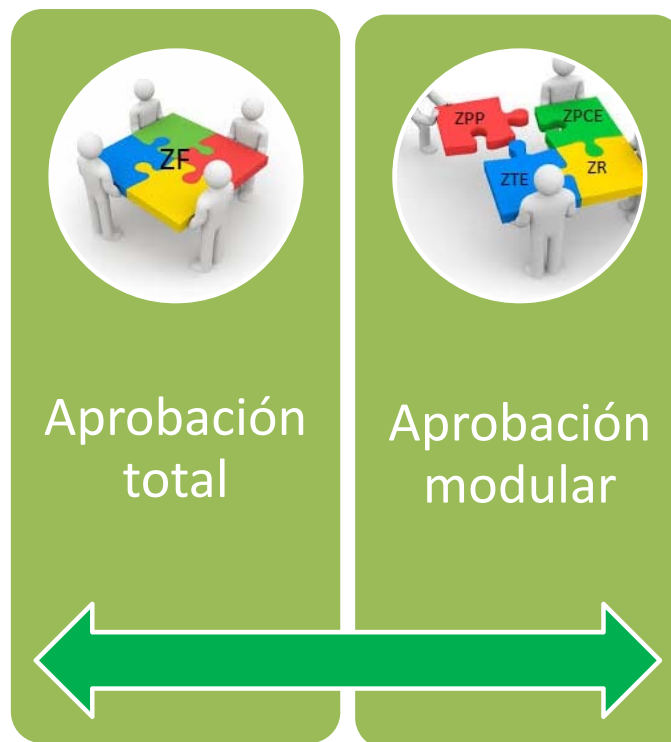 ZF
Aprobación
total
ZPP
ZPCE
ZTE
ZR
Aprobación
modular